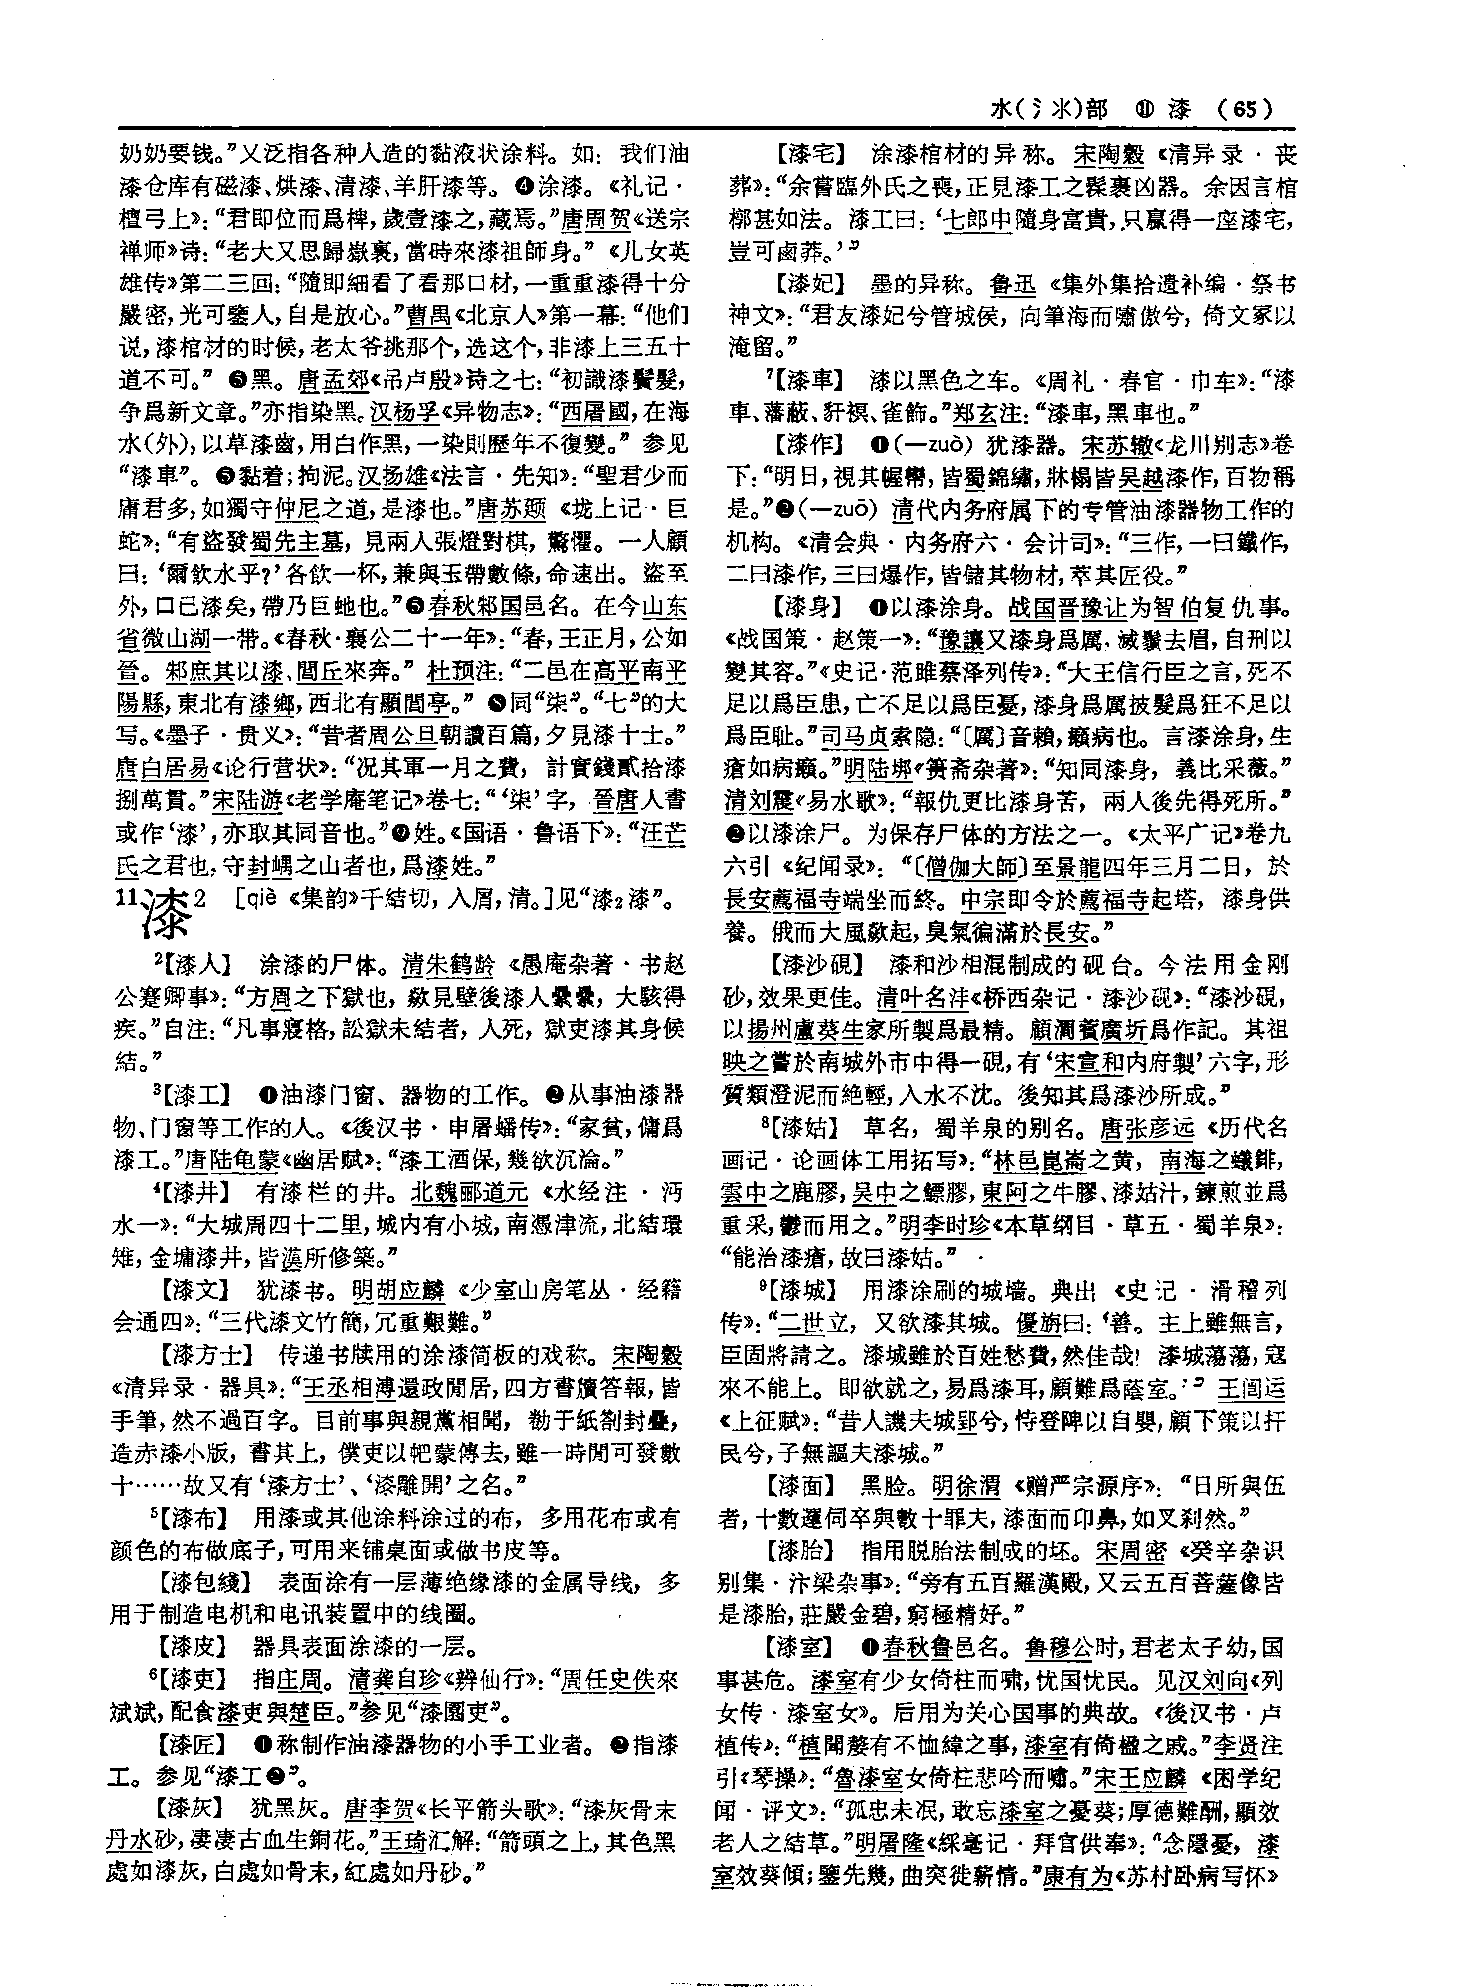 水(氵氺)部　⑪　漆　(65)
奶奶要钱。”又泛指各种人造的黏液状涂料。如：我们油
漆仓库有磁漆、烘漆、清漆、羊肝漆等。❹涂漆。《礼记·
檀弓上》：“君即位而爲椑，歲壹漆之，藏焉。”唐周贺《送宗
禅师》诗：“老大又思歸嶽裏，當時來漆祖師身。”《儿女英
雄传》第二三回：“隨即細看了看那口材，一重重漆得十分
嚴密，光可鑒人，自是放心。”曹禺《北京人》第一幕：“他们
说，漆棺材的时候，老太爷挑那个，选这个，非漆上三五十
道不可。”❺黑。唐孟郊《吊卢殷》诗之七：“初識漆鬢髮，
争爲新文章。”亦指染黑。汉杨孚《异物志》：“西屠國，在海
水(外)，以草漆齒，用白作黑，一染則歷年不復變。”参见
“漆車”。❺黏着；拘泥。汉扬雄《法言·先知》：“聖君少而
庸君多，如獨守仲尼之道，是漆也。”唐苏颋《垅上记·巨
蛇》：“有盜發蜀先主墓，見兩人張燈對棋，驚懼。一人顧
曰：‘爾飲水乎？’各飲一杯，兼與玉帶數條，命速出。盜至
外，口已漆矣，帶乃巨虵也。”❻春秋邾国邑名。在今山东
省微山湖一带。《春秋·襄公二十一年》：“春，王正月，公如
晉。邾庶其以漆、閭丘來奔。”杜预注：“二邑在高平南平
陽縣，東北有漆鄉，西北有顯閭亭。”❽同“柒”。“七”的大
写。《墨子·贵义》：“昔者周公旦朝讀百篇，夕見漆十士。”
唐白居易《论行营状》：“况其軍一月之費，計實錢貳拾漆
捌萬貫。”宋陆游《老学庵笔记》卷七：“‘柒’字，晉唐人書
或作‘漆’，亦取其同音也。”❾姓。《国语·鲁语下》：“汪芒
氏之君也，守封嵎之山者也，爲漆姓。”
11漆2　[qiè《集韵》千結切，入屑，清。]见“漆₂漆”。
²【漆人】　涂漆的尸体。清朱鹤龄《愚庵杂著·书赵
公蹇卿事》：“方周之下獄也，欻見壁後漆人纍纍，大駭得
疾。”自注：“凡事寢格，訟獄未結者，人死，獄吏漆其身候
結。”
³【漆工】　❶油漆门窗、器物的工作。❷从事油漆器
物、门窗等工作的人。《後汉书·申屠蟠传》：“家貧，傭爲
漆工。”唐陆龟蒙《幽居赋》：“漆工酒保，幾欲沉淪。”
⁴【漆井】　有漆栏的井。北魏郦道元《水经注·沔
水一》：“大城周四十二里，城内有小城，南憑津流，北結環
雉，金墉漆井，皆漢所修築。”
【漆文】　犹漆书。明胡应麟《少室山房笔丛·经籍
会通四》：“三代漆文竹簡，冗重艱難。”
【漆方士】　传递书牍用的涂漆简板的戏称。宋陶穀
《清异录·器具》：“王丞相溥還政閒居，四方書牘答報，皆
手筆，然不過百字。目前事與親黨相聞，勌于紙劄封疊，
造赤漆小版，書其上，僕吏以帊蒙傳去，雖一時閒可發數
十……故又有‘漆方士’、‘漆雕開’之名。”
⁵【漆布】　用漆或其他涂料涂过的布，多用花布或有
颜色的布做底子，可用来铺桌面或做书皮等。
【漆包綫】　表面涂有一层薄绝缘漆的金属导线，多
用于制造电机和电讯装置中的线圈。
【漆皮】　器具表面涂漆的一层。
⁶【漆吏】　指庄周。清龚自珍《辨仙行》：“周任史佚來
斌斌，配食漆吏與楚臣。”参见“漆園吏”。
【漆匠】　❶称制作油漆器物的小手工业者。❷指漆
工。参见“漆工❷”。
【漆灰】　犹黑灰。唐李贺《长平箭头歌》：“漆灰骨末
丹水砂，凄凄古血生銅花。”王琦汇解：“箭頭之上，其色黑
處如漆灰，白處如骨末，紅處如丹砂。”
【漆宅】　涂漆棺材的异称。宋陶穀《清异录·丧
葬》：“余嘗臨外氏之喪，正見漆工之髹裹凶器。余因言棺
槨甚如法。漆工曰：‘七郎中隨身富貴，只贏得一座漆宅，
豈可鹵莽。’”
【漆妃】　墨的异称。鲁迅《集外集拾遗补编·祭书
神文》：“君友漆妃兮管城侯，向筆海而嘯傲兮，倚文冢以
淹留。”
⁷【漆車】　漆以黑色之车。《周礼·春官·巾车》：“漆
車、藩蔽、豻𧜀、雀飾。”郑玄注：“漆車，黑車也。”
【漆作】　❶(—zuò)犹漆器。宋苏辙《龙川别志》卷
下：“明日，視其幄帟，皆蜀錦繡，牀榻皆吴越漆作，百物稱
是。”❷(—zuō)清代内务府属下的专管油漆器物工作的
机构。《清会典·内务府六·会计司》：“三作，一曰鐵作，
二曰漆作，三曰爆作，皆儲其物材，萃其匠役。”
【漆身】　❶以漆涂身。战国晋豫让为智伯复仇事。
《战国策·赵策一》：“豫讓又漆身爲厲，滅鬚去眉，自刑以
變其容。”《史记·范雎蔡泽列传》：“大王信行臣之言，死不
足以爲臣患，亡不足以爲臣憂，漆身爲厲披髮爲狂不足以
爲臣恥。”司马贞索隐：“〔厲〕音賴，癩病也。言漆涂身，生
瘡如病癩。”明陆埰《篑斋杂著》：“知同漆身，義比采薇。”
清刘震《易水歌》：“報仇更比漆身苦，兩人後先得死所。”
❷以漆涂尸。为保存尸体的方法之一。《太平广记》卷九
六引《纪闻录》：“〔僧伽大師〕至景龍四年三月二日，於
長安薦福寺端坐而終。中宗即令於薦福寺起塔，漆身供
養。俄而大風歘起，臭氣徧滿於長安。”
【漆沙硯】　漆和沙相混制成的砚台。今法用金刚
砂，效果更佳。清叶名沣《桥西杂记·漆沙砚》：“漆沙硯，
以揚州盧葵生家所製爲最精。顧澗蘋廣圻爲作記。其祖
映之嘗於南城外市中得一硯，有‘宋宣和内府製’六字，形
質類澄泥而絶輕，入水不沈。後知其爲漆沙所成。”
⁸【漆姑】　草名，蜀羊泉的别名。唐张彦远《历代名
画记·论画体工用拓写》：“林邑崑崙之黄，南海之蟻鉚，
雲中之鹿膠，吴中之鰾膠，東阿之牛膠、漆姑汁，鍊煎並爲
重采，鬱而用之。”明李时珍《本草纲目·草五·蜀羊泉》：
“能治漆瘡，故曰漆姑。”
⁹【漆城】　用漆涂刷的城墙。典出《史记·滑稽列
传》：“二世立，又欲漆其城。優旃曰：‘善。主上雖無言，
臣固將請之。漆城雖於百姓愁費，然佳哉！漆城蕩蕩，寇
來不能上。即欲就之，易爲漆耳，顧難爲蔭室。’”王闿运
《上征赋》：“昔人譏夫城郢兮，恃登陴以自嬰，顧下策以扞
民兮，子無謳夫漆城。”
【漆面】　黑脸。明徐渭《赠严宗源序》：“日所與伍
者，十數邏伺卒與數十罪夫，漆面而卬鼻，如叉刹然。”
【漆胎】　指用脱胎法制成的坯。宋周密《癸辛杂识
别集·汴梁杂事》：“旁有五百羅漢殿，又云五百菩薩像皆
是漆胎，莊嚴金碧，窮極精好。”
【漆室】　❶春秋鲁邑名。鲁穆公时，君老太子幼，国
事甚危。漆室有少女倚柱而嘯，忧国忧民。见汉刘向《列
女传·漆室女》。后用为关心国事的典故。《後汉书·卢
植传》：“植聞嫠有不恤緯之事，漆室有倚楹之戚。”李贤注
引《琴操》：“魯漆室女倚柱悲吟而嘯。”宋王应麟《困学纪
闻·评文》：“孤忠未泯，敢忘漆室之憂葵；厚德難酬，願效
老人之結草。”明屠隆《綵毫记·拜官供奉》：“念隱憂，漆
室效葵傾；鑒先幾，曲突徙薪情。”康有为《苏村卧病写怀》